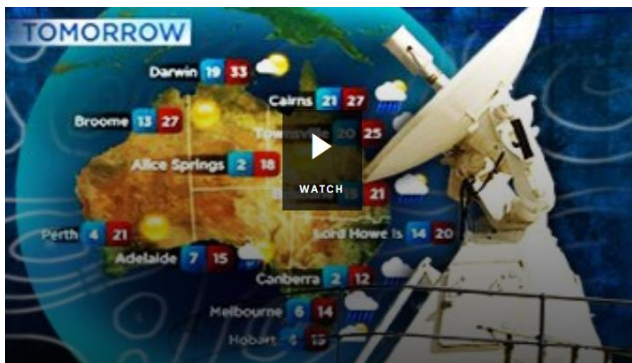 TOMORROW
Darwin 19 33
Cairns 21 27
Broome 13 27
Townsville 20 25
Alice Springs 2 18
WATCH
21
Perth 4 21
Lord Howe Is 14 20
Adelaide 7 15
Canberra 2 12
Melbourne 6 14
Hobart 15